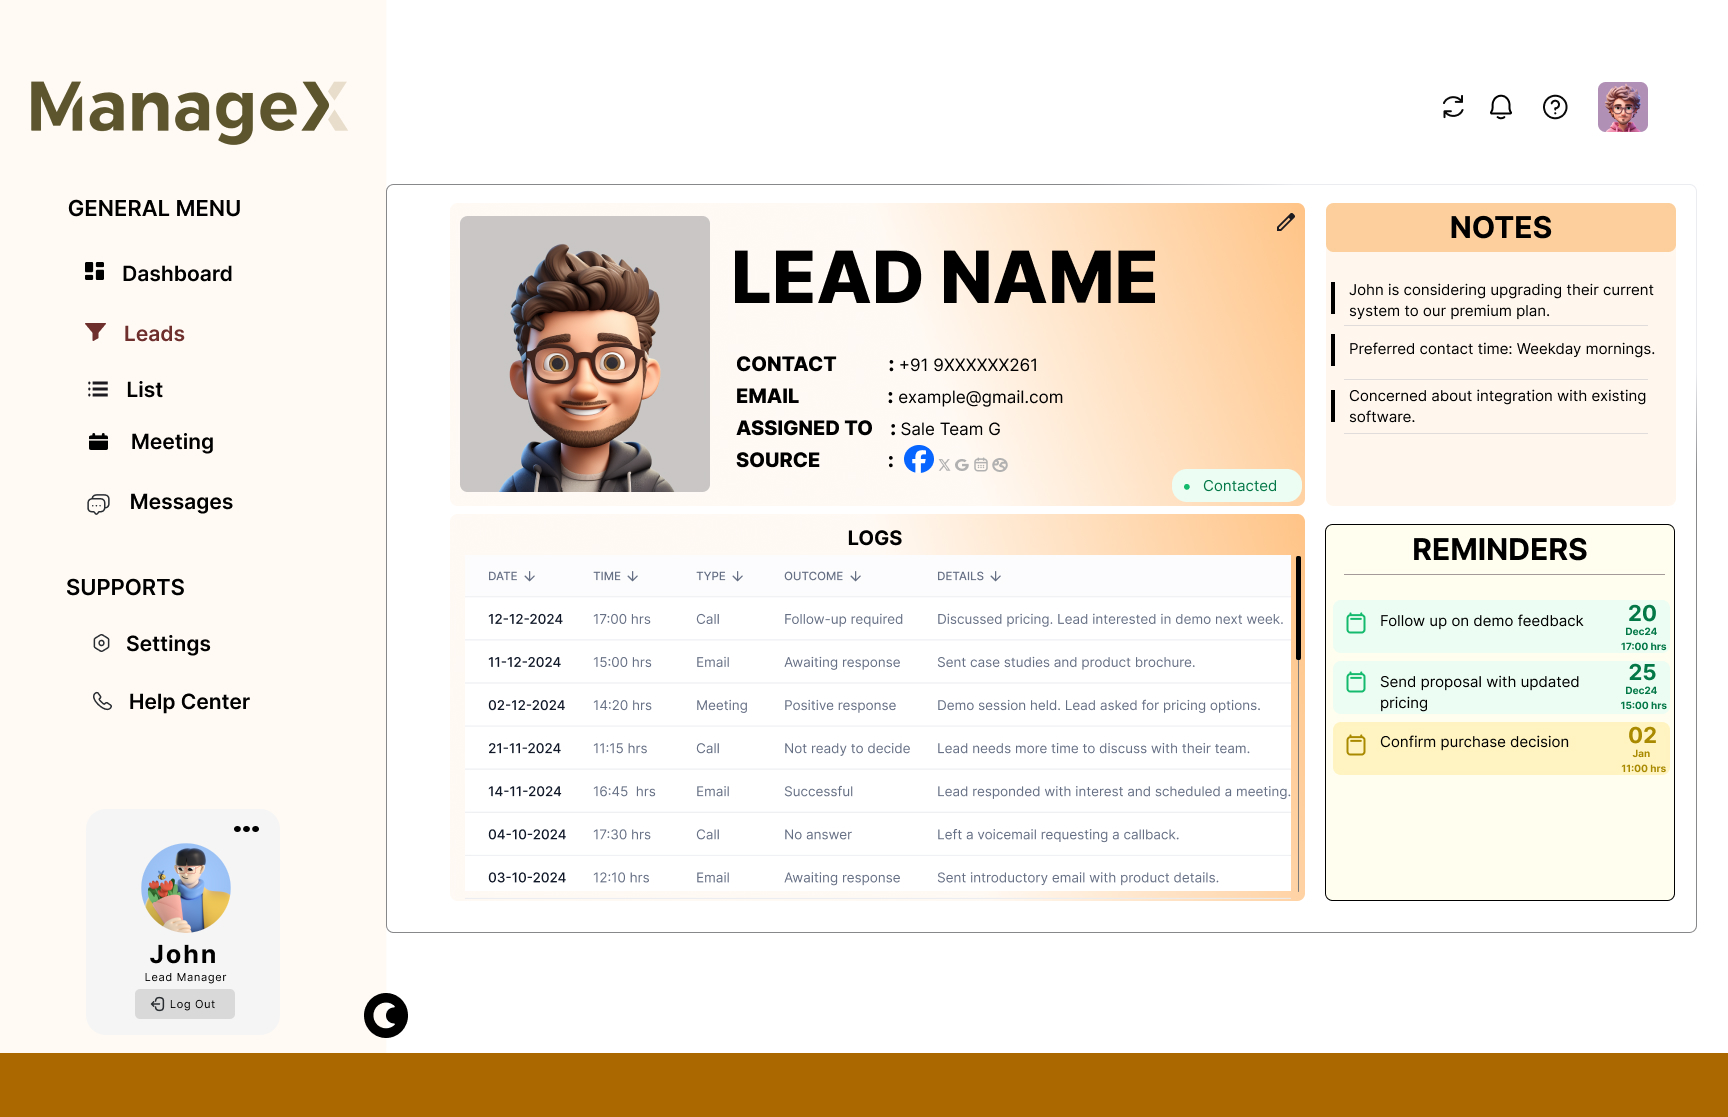 ManageX
GENERAL MENU
Dashboard
Leads
List
Meeting
Messages
SUPPORTS
Settings
Help Center
John
Lead Manager
Log Out
LEAD NAME
CONTACT : +91 9XXXXXX261
EMAIL : example@gmail.com
ASSIGNED TO : Sale Team G
SOURCE :
Contacted
LOGS
DATE TIME TYPE OUTCOME DETAILS
12-12-2024 17:00 hrs Call Follow-up required Discussed pricing. Lead interested in demo next week.
11-12-2024 15:00 hrs Email Awaiting response Sent case studies and product brochure.
02-12-2024 14:20 hrs Meeting Positive response Demo session held. Lead asked for pricing options.
21-11-2024 11:15 hrs Call Not ready to decide Lead needs more time to discuss with their team.
14-11-2024 16:45 hrs Email Successful Lead responded with interest and scheduled a meeting.
04-10-2024 17:30 hrs Call No answer Left a voicemail requesting a callback.
03-10-2024 12:10 hrs Email Awaiting response Sent introductory email with product details.
NOTES
John is considering upgrading their current
system to our premium plan.
Preferred contact time: Weekday mornings.
Concerned about integration with existing
software.
REMINDERS
Follow up on demo feedback
20
Dec24
17:00 hrs
Send proposal with updated
pricing
25
Dec24
15:00 hrs
Confirm purchase decision
02
Jan
11:00 hrs